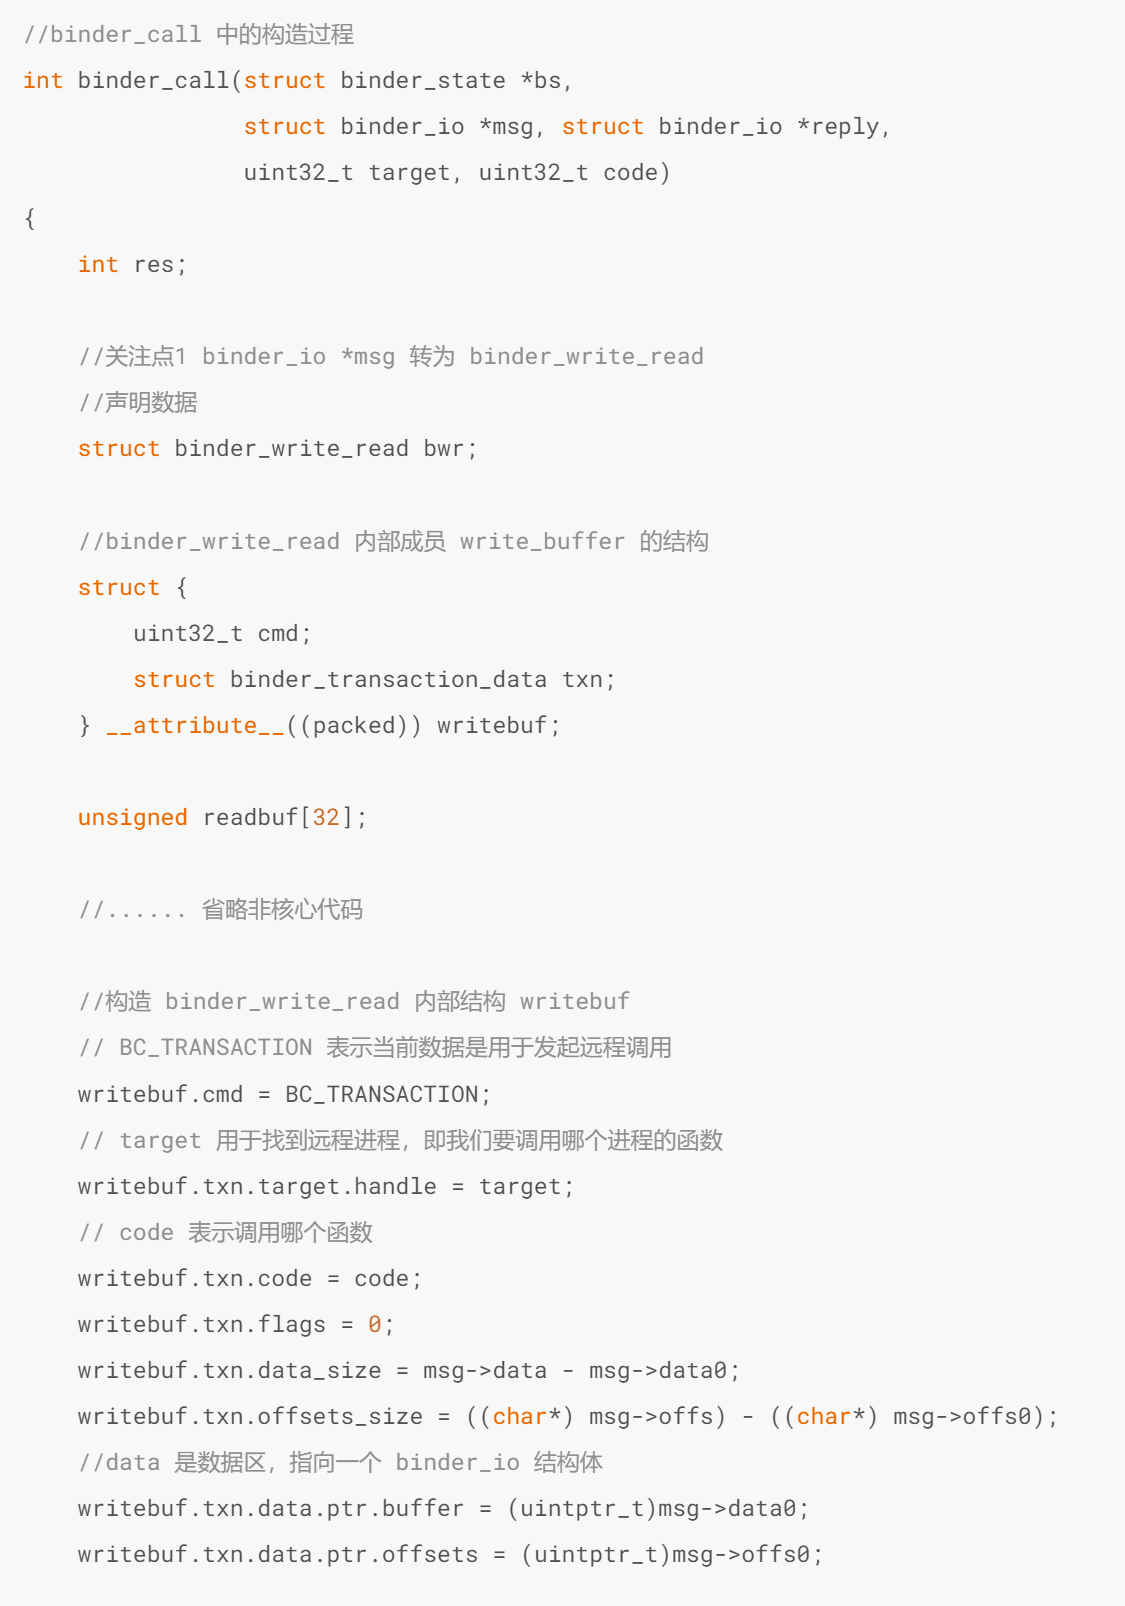 //binder_call 中的构造过程
int binder_call(struct binder_state *bs,
                struct binder_io *msg, struct binder_io *reply,
                uint32_t target, uint32_t code)
{
    int res;

    //关注点1 binder_io *msg 转为 binder_write_read
    //声明数据
    struct binder_write_read bwr;

    //binder_write_read 内部成员 write_buffer 的结构
    struct {
        uint32_t cmd;
        struct binder_transaction_data txn;
    } __attribute__((packed)) writebuf;

    unsigned readbuf[32];

    //...... 省略非核心代码

    //构造 binder_write_read 内部结构 writebuf
    // BC_TRANSACTION 表示当前数据是用于发起远程调用
    writebuf.cmd = BC_TRANSACTION;
    // target 用于找到远程进程，即我们要调用哪个进程的函数
    writebuf.txn.target.handle = target;
    // code 表示调用哪个函数
    writebuf.txn.code = code;
    writebuf.txn.flags = 0;
    writebuf.txn.data_size = msg->data - msg->data0;
    writebuf.txn.offsets_size = ((char*) msg->offs) - ((char*) msg->offs0);
    //data 是数据区，指向一个 binder_io 结构体
    writebuf.txn.data.ptr.buffer = (uintptr_t)msg->data0;
    writebuf.txn.data.ptr.offsets = (uintptr_t)msg->offs0;